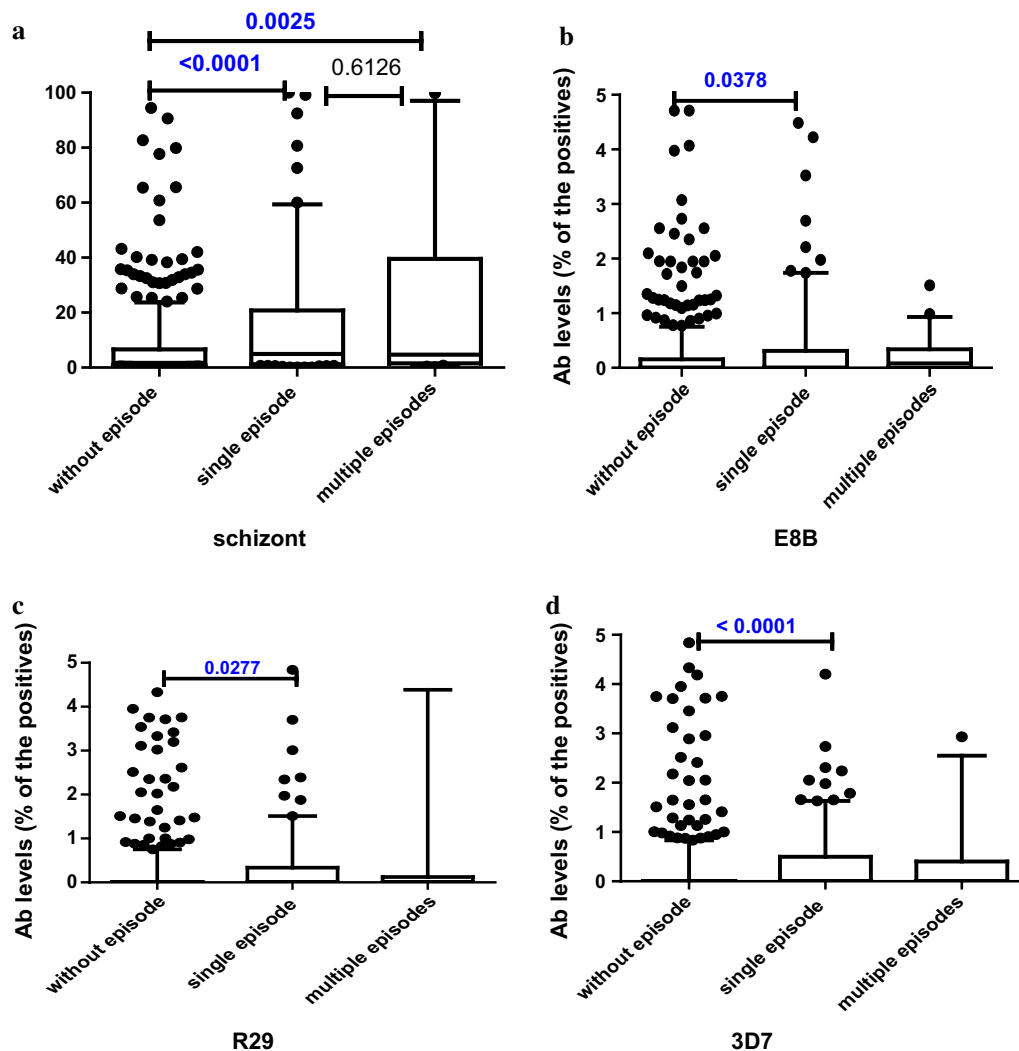 a
0.0025
<0.0001
0.6126
100
80
60
40
20
0
without episode
single episode
multiple episodes
schizont
b
0.0378
Ab levels (% of the positives)
5
4
3
2
1
0
without episode
single episode
multiple episodes
E8B
c
0.0277
Ab levels (% of the positives)
5
4
3
2
1
0
without episode
single episode
multiple episodes
R29
d
< 0.0001
Ab levels (% of the positives)
5
4
3
2
1
0
without episode
single episode
multiple episodes
3D7